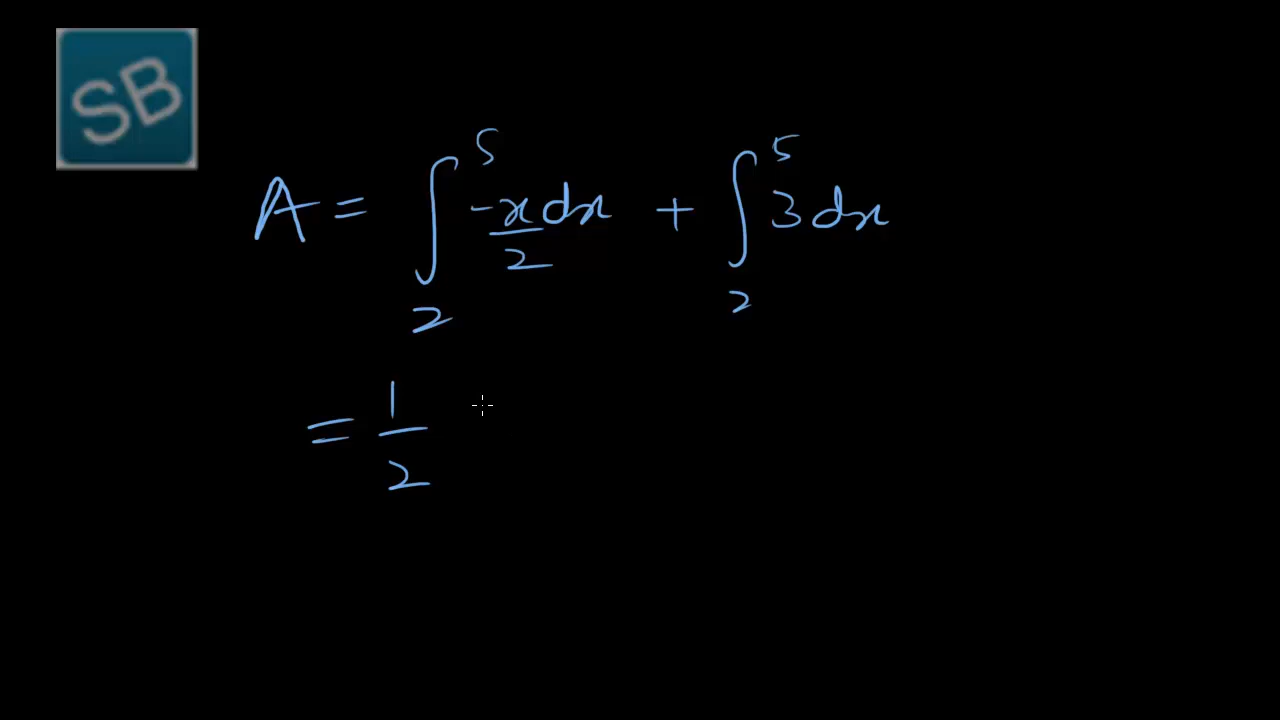 SB
A = ∫₂⁵ -x/2 dx + ∫₂⁵ 3 dx
= 1/2